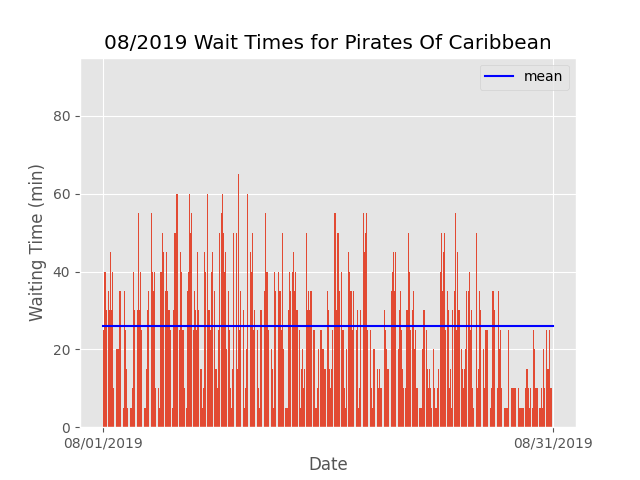 08/2019 Wait Times for Pirates Of Caribbean
mean
80
60
40
20
0
Waiting Time (min)
08/01/2019
08/31/2019
Date